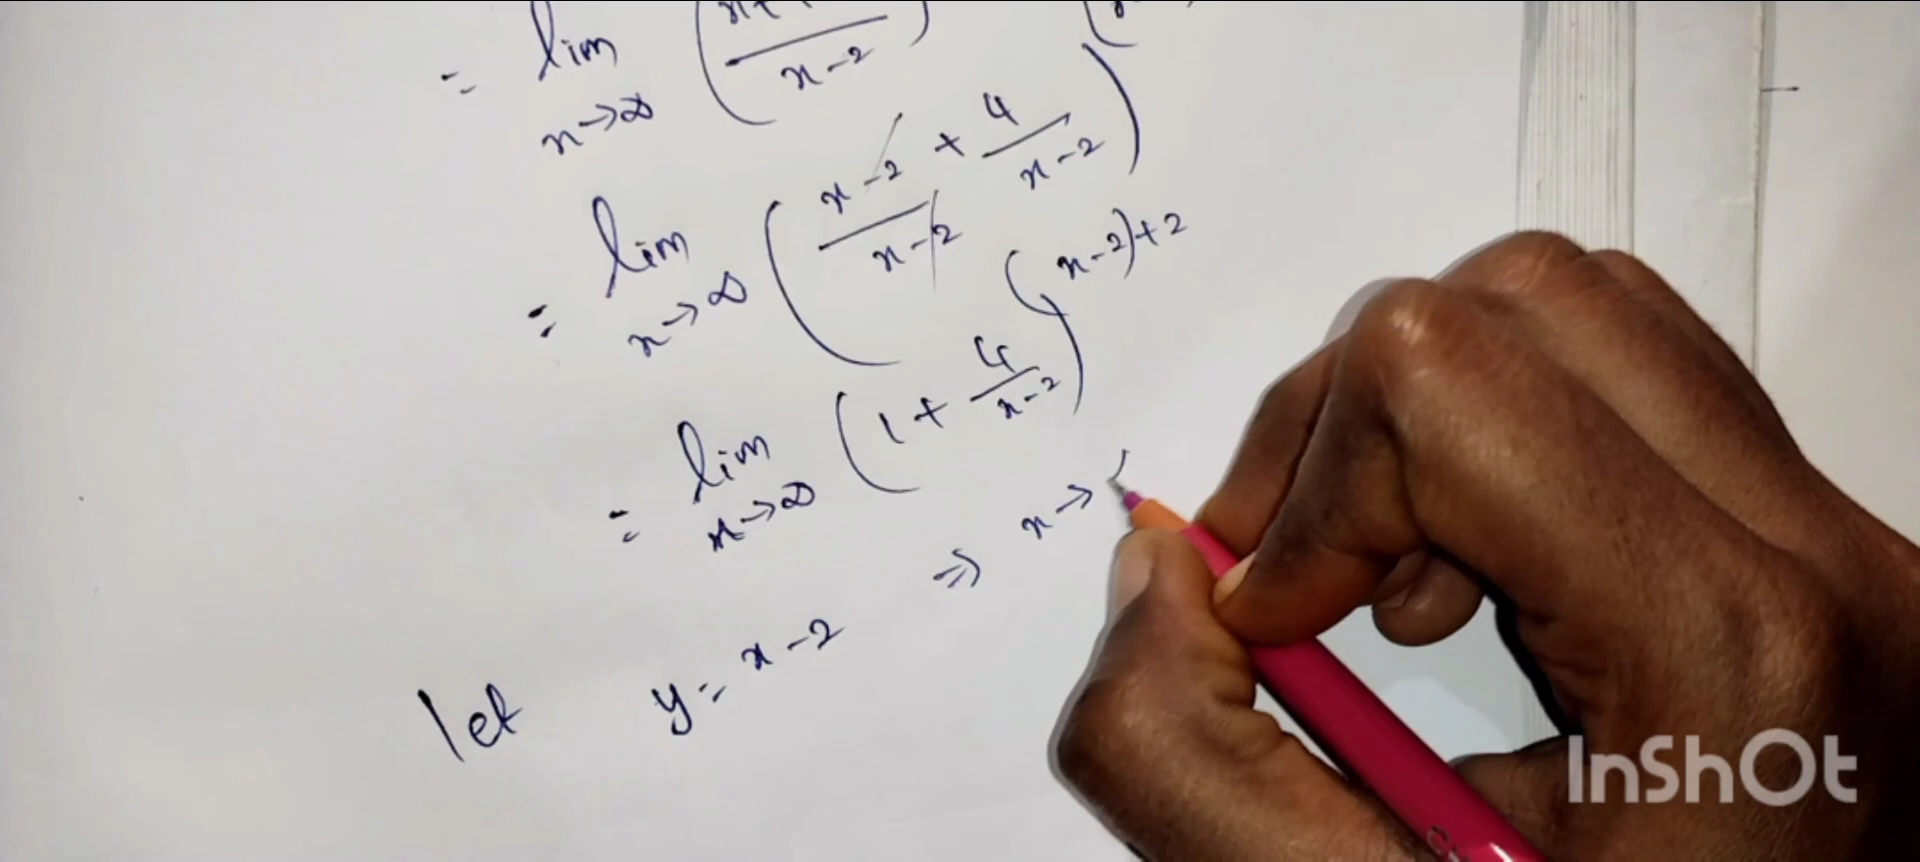 = lim x→∞ ( / x-2 )
= lim x→∞ ( x-2 / x-2 + 4 / x-2 )
= lim x→∞ ( 1 + 4 / x-2 ) (x-2)+2
let y = x-2 ⇒ x→
InShOt